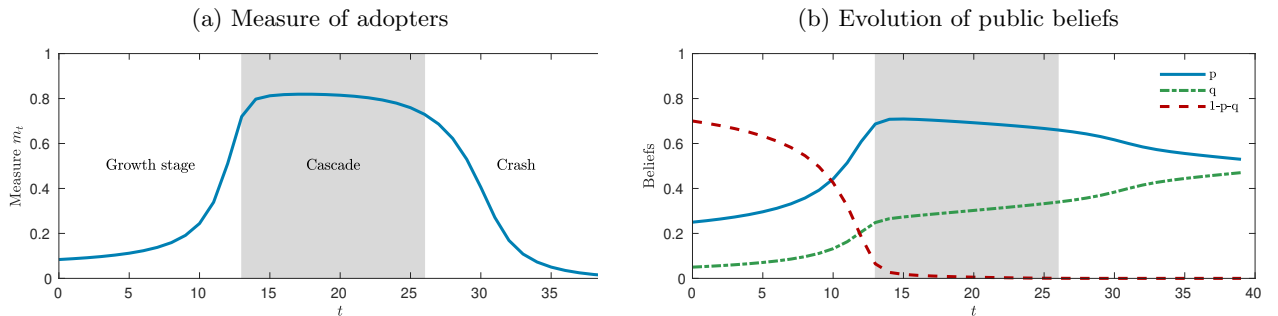 (a) Measure of adopters
1
0.8
0.6
0.4
0.2
0
Measure m_t
Growth stage
Cascade
Crash
0 5 10 15 20 25 30 35
t
(b) Evolution of public beliefs
1
0.8
0.6
0.4
0.2
0
Beliefs
p
q
1-p-q
0 5 10 15 20 25 30 35 40
t